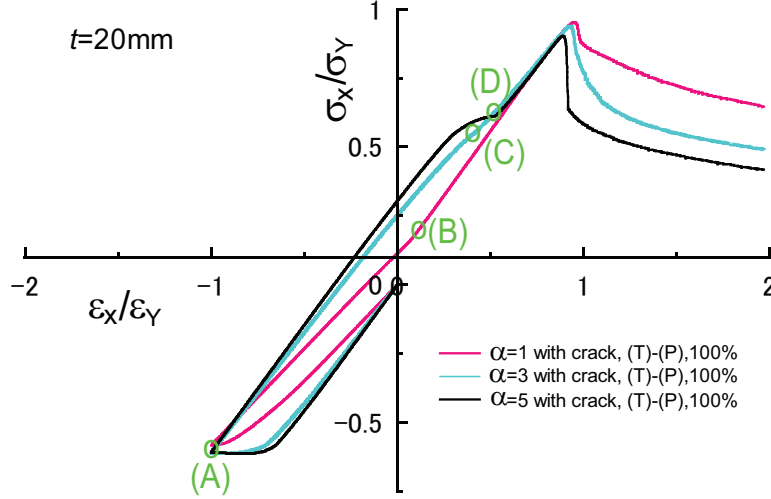 1
t=20mm
σX/σY
(D)
0.5
(C)
(B)
-2
-1
0
0
1
2
εX/εY
α=1 with crack, (T)-(P),100%
α=3 with crack, (T)-(P),100%
α=5 with crack, (T)-(P),100%
-0.5
(A)